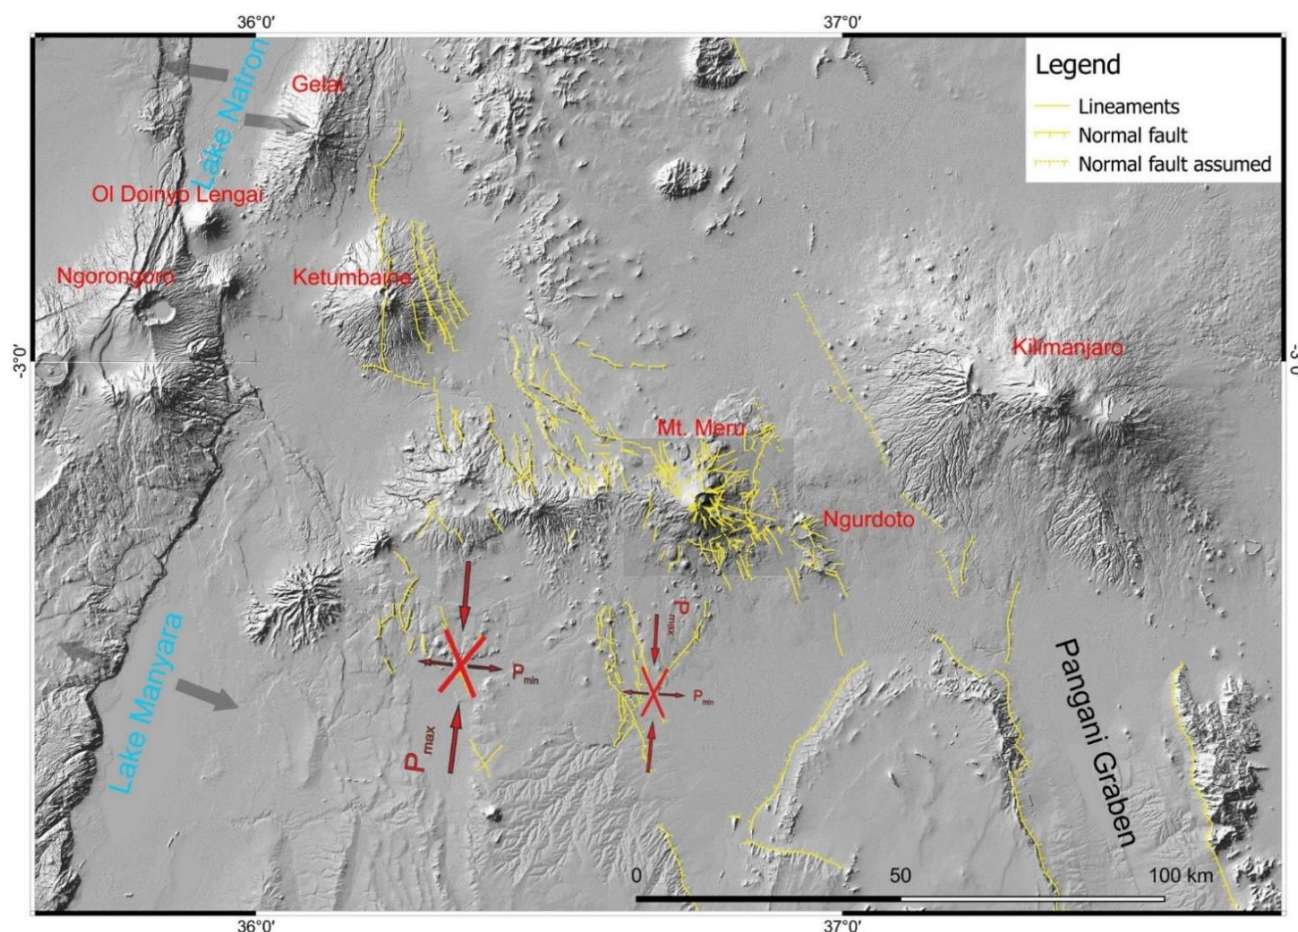 36°0′
37°0′
Legend
Lineaments
Normal fault
Normal fault assumed
Lake Natron
Gelai
Ol Doinyo Lengai
Ngorongoro
Ketumbaine
-3°0′
-3°0′
Kilimanjaro
Mt. Meru
Ngurdoto
Lake Manyara
Pmax
Pmin
Pmax
Pmin
Pangani Graben
0
50
100 km
36°0′
37°0′